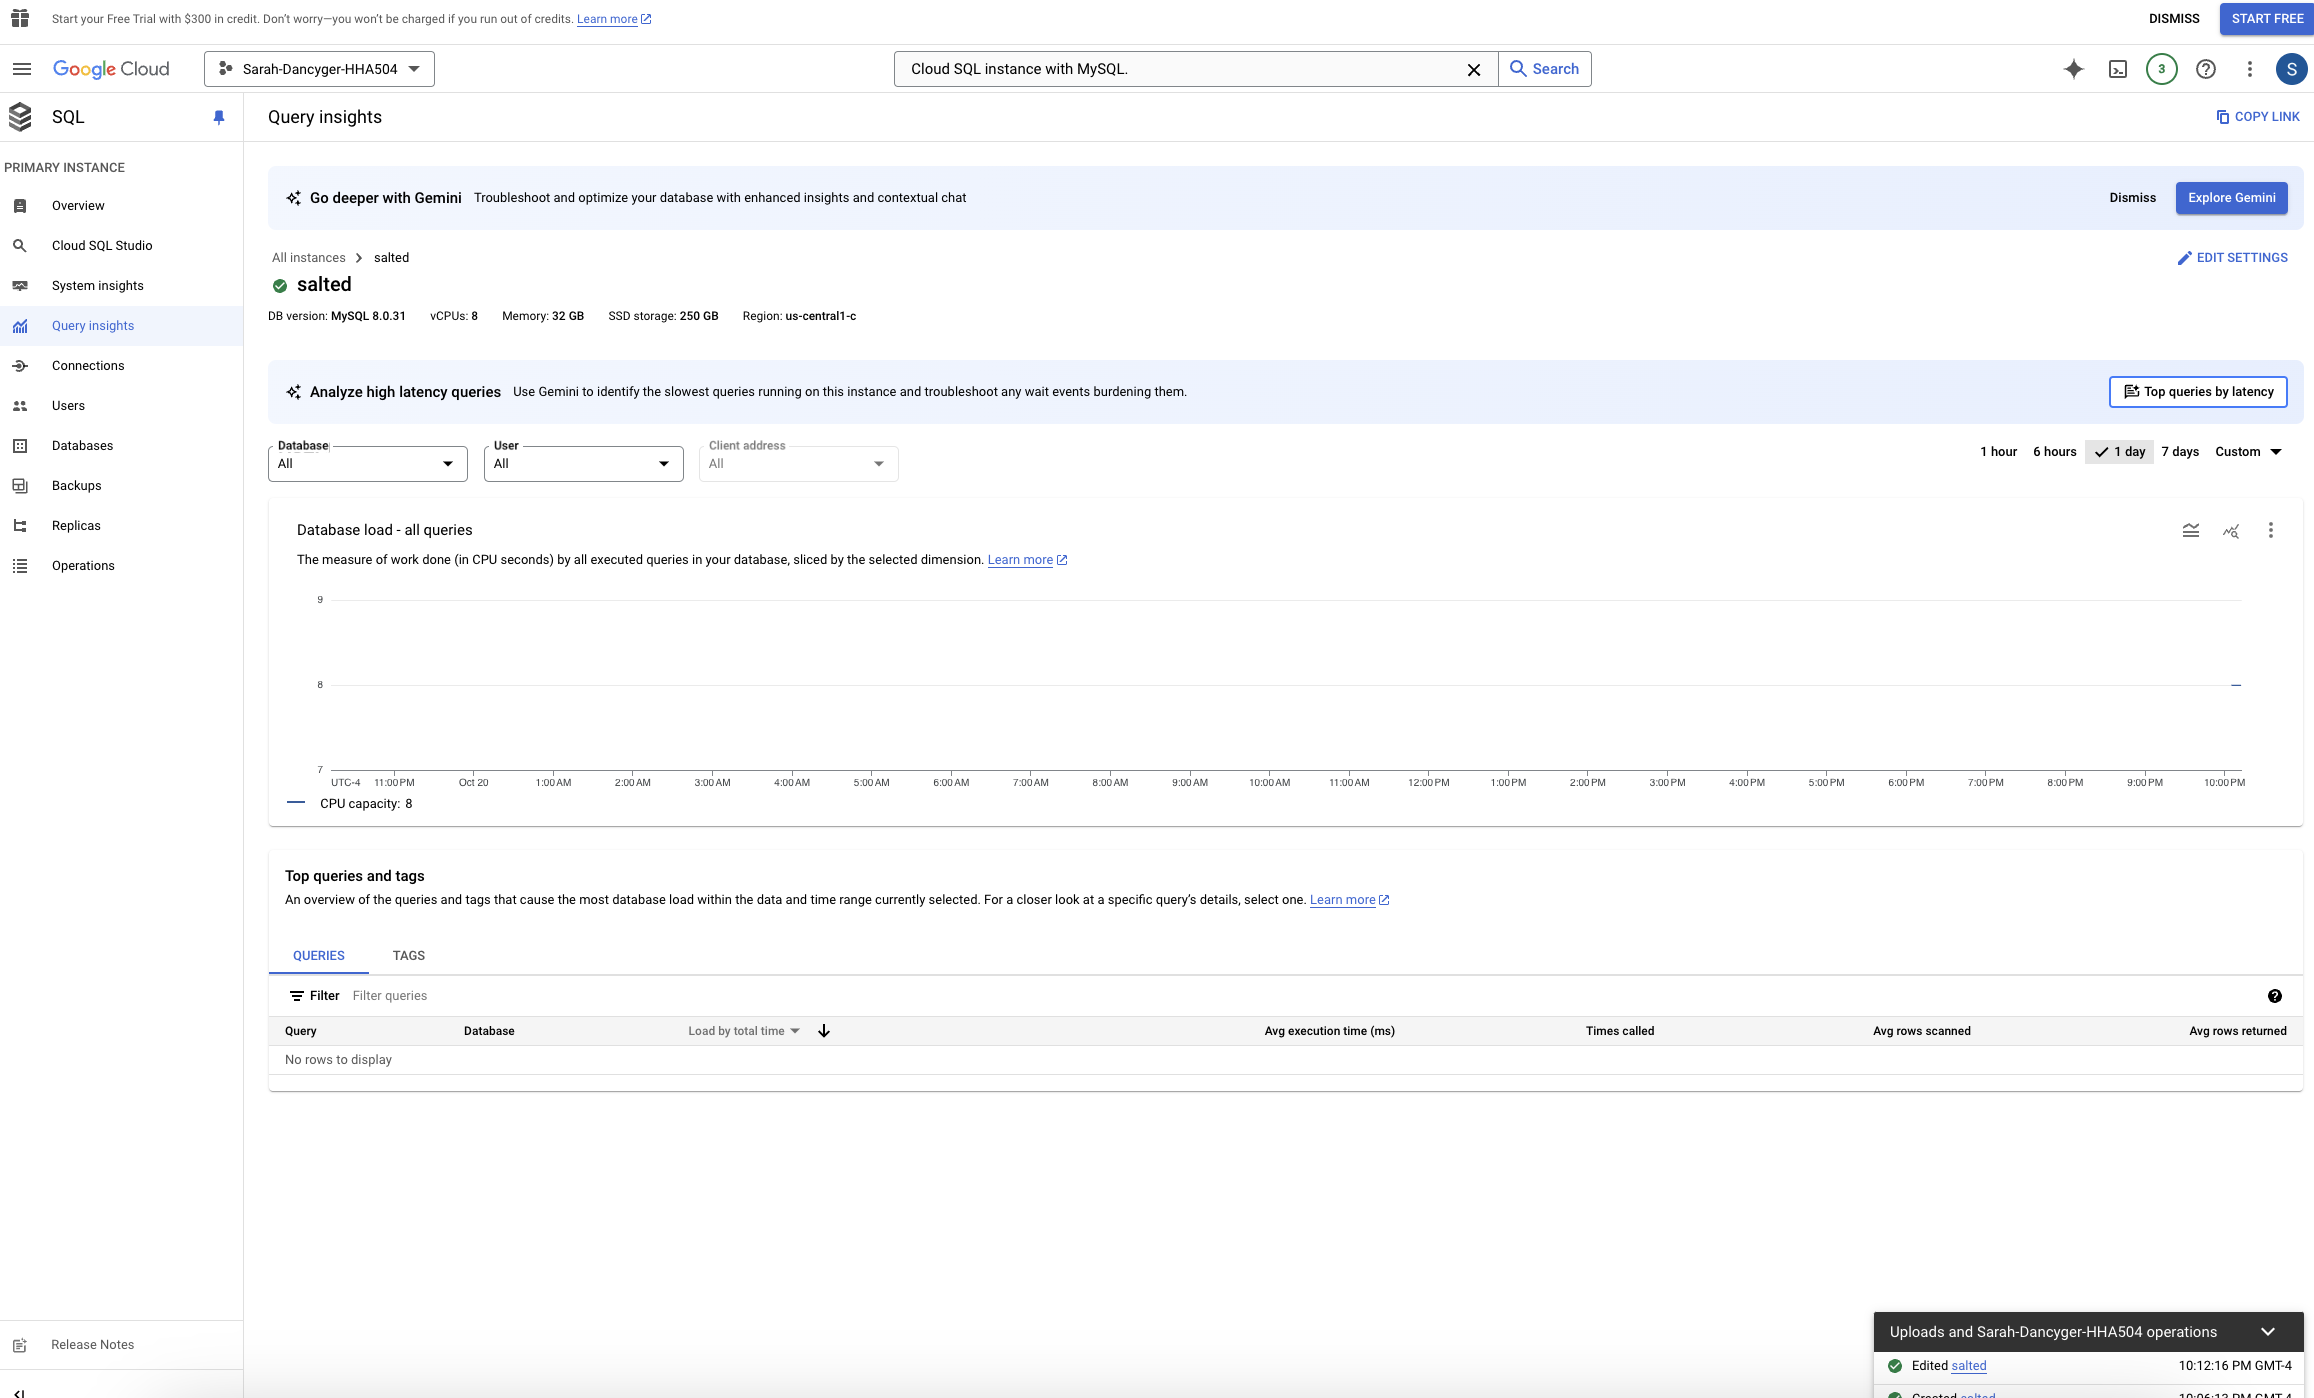 Start your Free Trial with $300 in credit. Don't worry—you won't be charged if you run out of credits. Learn more
DISMISS
START FREE
Google Cloud
Sarah-Dancyger-HHA504
Cloud SQL instance with MySQL.
Search
3
S
SQL
Query insights
COPY LINK
PRIMARY INSTANCE
Overview
Cloud SQL Studio
System insights
Query insights
Connections
Users
Databases
Backups
Replicas
Operations
Release Notes
Go deeper with Gemini Troubleshoot and optimize your database with enhanced insights and contextual chat
Dismiss
Explore Gemini
All instances > salted
EDIT SETTINGS
salted
DB version: MySQL 8.0.31 vCPUs: 8 Memory: 32 GB SSD storage: 250 GB Region: us-central1-c
Analyze high latency queries Use Gemini to identify the slowest queries running on this instance and troubleshoot any wait events burdening them.
Top queries by latency
Database
All
User
All
Client address
All
1 hour 6 hours 1 day 7 days Custom
Database load - all queries
The measure of work done (in CPU seconds) by all executed queries in your database, sliced by the selected dimension. Learn more
9
8
7
UTC-4 11:00 PM Oct 20 1:00 AM 2:00 AM 3:00 AM 4:00 AM 5:00 AM 6:00 AM 7:00 AM 8:00 AM 9:00 AM 10:00 AM 11:00 AM 12:00 PM 1:00 PM 2:00 PM 3:00 PM 4:00 PM 5:00 PM 6:00 PM 7:00 PM 8:00 PM 9:00 PM 10:00 PM
CPU capacity: 8
Top queries and tags
An overview of the queries and tags that cause the most database load within the data and time range currently selected. For a closer look at a specific query's details, select one. Learn more
QUERIES TAGS
Filter Filter queries
Query Database Load by total time Avg execution time (ms) Times called Avg rows scanned Avg rows returned
No rows to display
Uploads and Sarah-Dancyger-HHA504 operations
Edited salted 10:12:16 PM GMT-4
Created salted 10:06:13 PM GMT-4